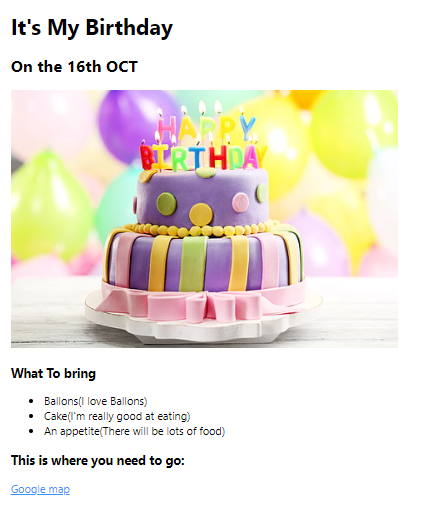 It's My Birthday
On the 16th OCT
HAPPY
BIRTHDAY
What To bring
Ballons(I love Ballons)
Cake(I'm really good at eating)
An appetite(There will be lots of food)
This is where you need to go:
Google map